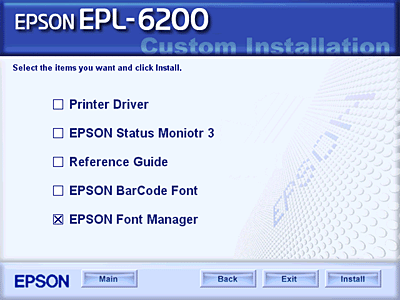 EPSON EPL-6200
Custom Installation
Select the items you want and click Install.
Printer Driver
EPSON Status Moniotr 3
Reference Guide
EPSON BarCode Font
EPSON Font Manager
EPSON
EPSON Main Back Exit Install